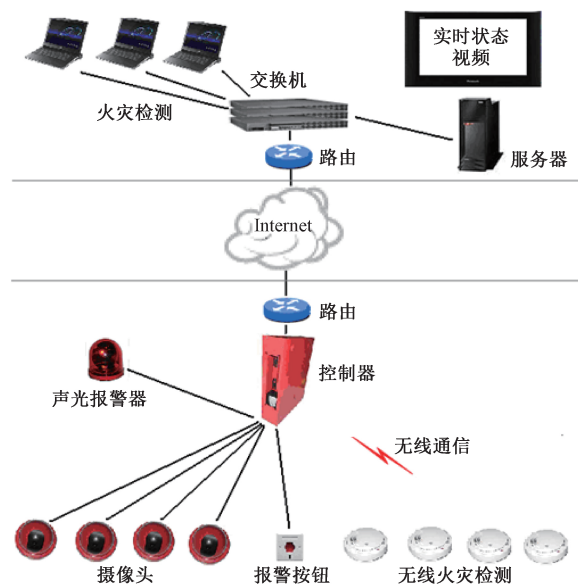 实时状态
视频
交换机
火灾检测
路由
服务器
Internet
路由
控制器
声光报警器
无线通信
摄像头
报警按钮
无线火灾检测